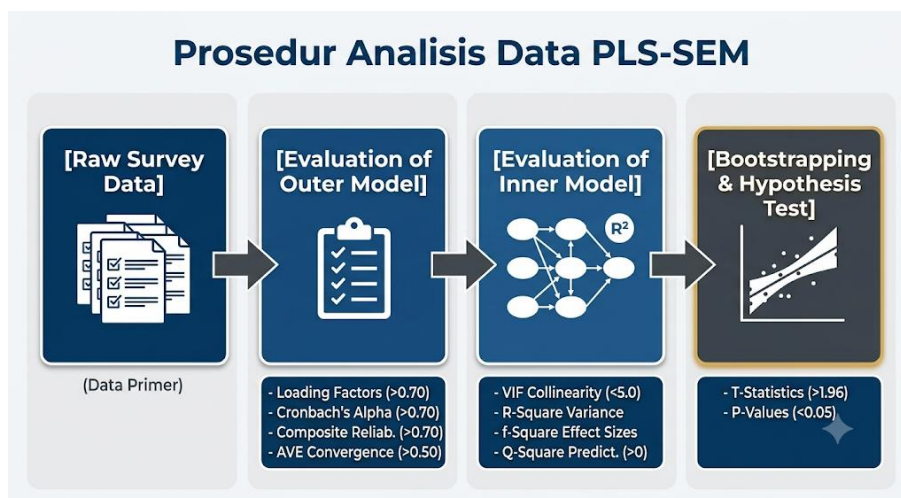 Prosedur Analisis Data PLS-SEM
[Raw Survey
Data]
(Data Primer)
[Evaluation of
Outer Model]
- Loading Factors (>0.70)
- Cronbach's Alpha (>0.70)
- Composite Reliab. (>0.70)
- AVE Convergence (>0.50)
[Evaluation of
Inner Model]
R²
- VIF Collinearity (<5.0)
- R-Square Variance
- f-Square Effect Sizes
- Q-Square Predict. (>0)
[Bootstrapping
& Hypothesis
Test]
- T-Statistics (>1.96)
- P-Values (<0.05)